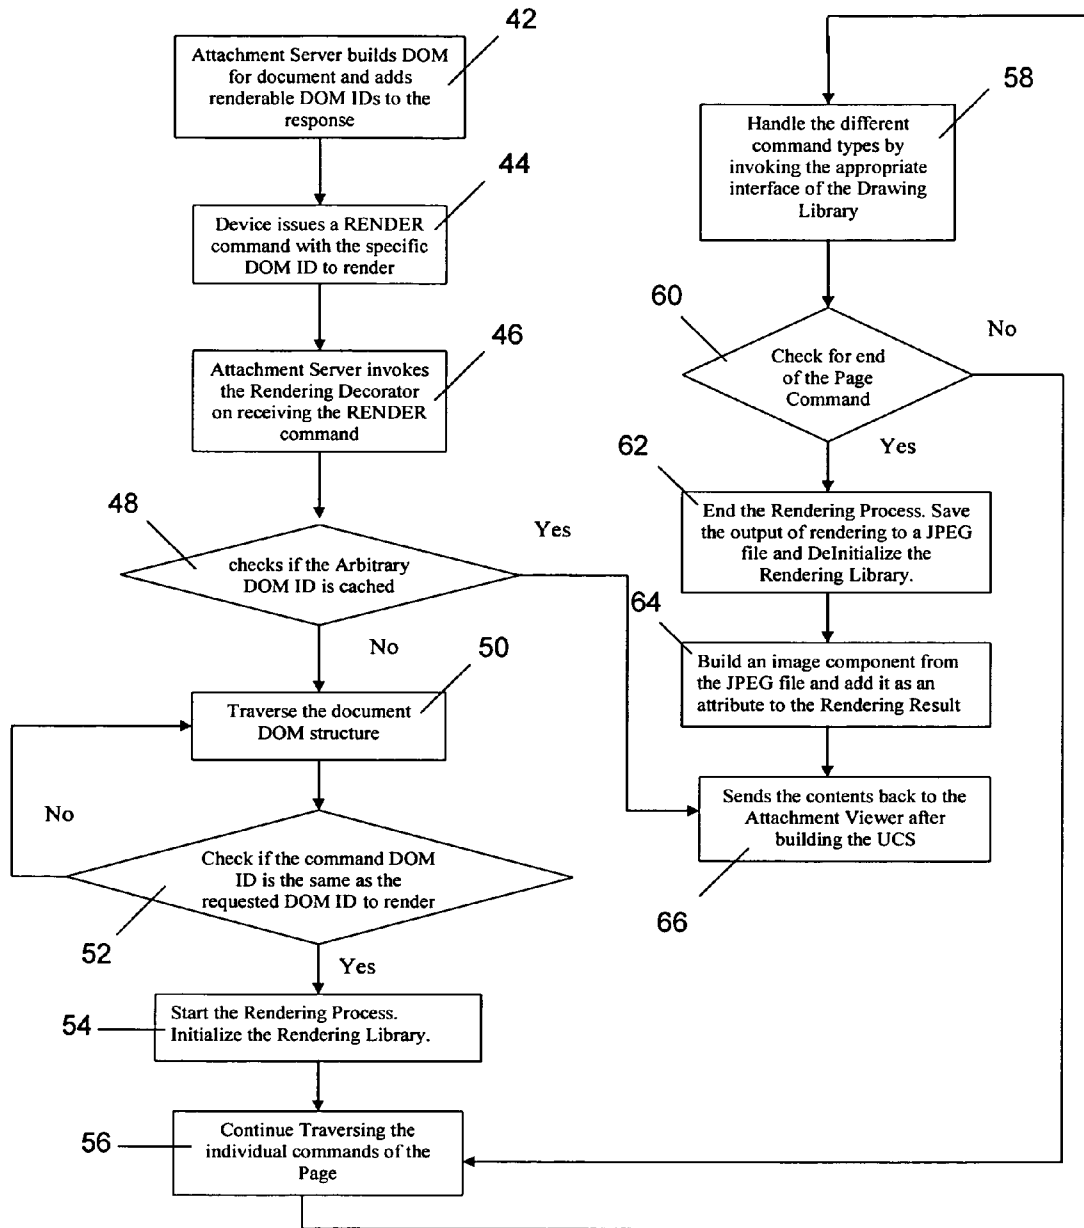 42
Attachment Server builds DOM
for document and adds
renderable DOM IDs to the
response
44
Device issues a RENDER
command with the specific
DOM ID to render
46
Attachment Server invokes
the Rendering Decorator
on receiving the RENDER
command
48
Yes
checks if the Arbitrary
DOM ID is cached
No
50
Traverse the document
DOM structure
No
Check if the command DOM
ID is the same as the
requested DOM ID to render
52
Yes
54
Start the Rendering Process.
Initialize the Rendering Library.
56
Continue Traversing the
individual commands of the
Page
58
Handle the different
command types by
invoking the appropriate
interface of the Drawing
Library
60
No
Check for end
of the Page
Command
Yes
62
End the Rendering Process. Save
the output of rendering to a JPEG
file and DeInitialize the
Rendering Library.
64
Build an image component from
the JPEG file and add it as an
attribute to the Rendering Result
Sends the contents back to the
Attachment Viewer after
building the UCS
66